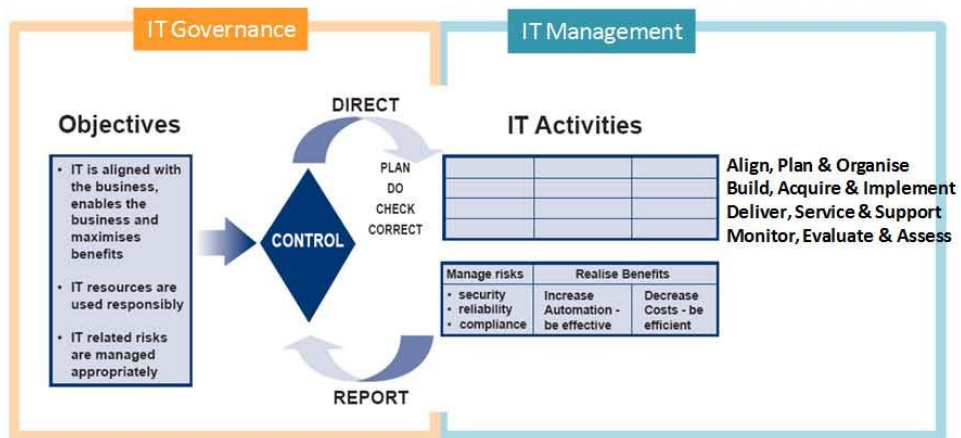 IT Governance
IT Management
Objectives
• IT is aligned with
the business,
enables the
business and
maximises
benefits
• IT resources are
used responsibly
• IT related risks
are managed
appropriately
CONTROL
DIRECT
PLAN
DO
CHECK
CORRECT
REPORT
IT Activities
Align, Plan & Organise
Build, Acquire & Implement
Deliver, Service & Support
Monitor, Evaluate & Assess
Manage risks
• security
• reliability
• compliance
Realise Benefits
Increase
Automation -
be effective
Decrease
Costs - be
efficient